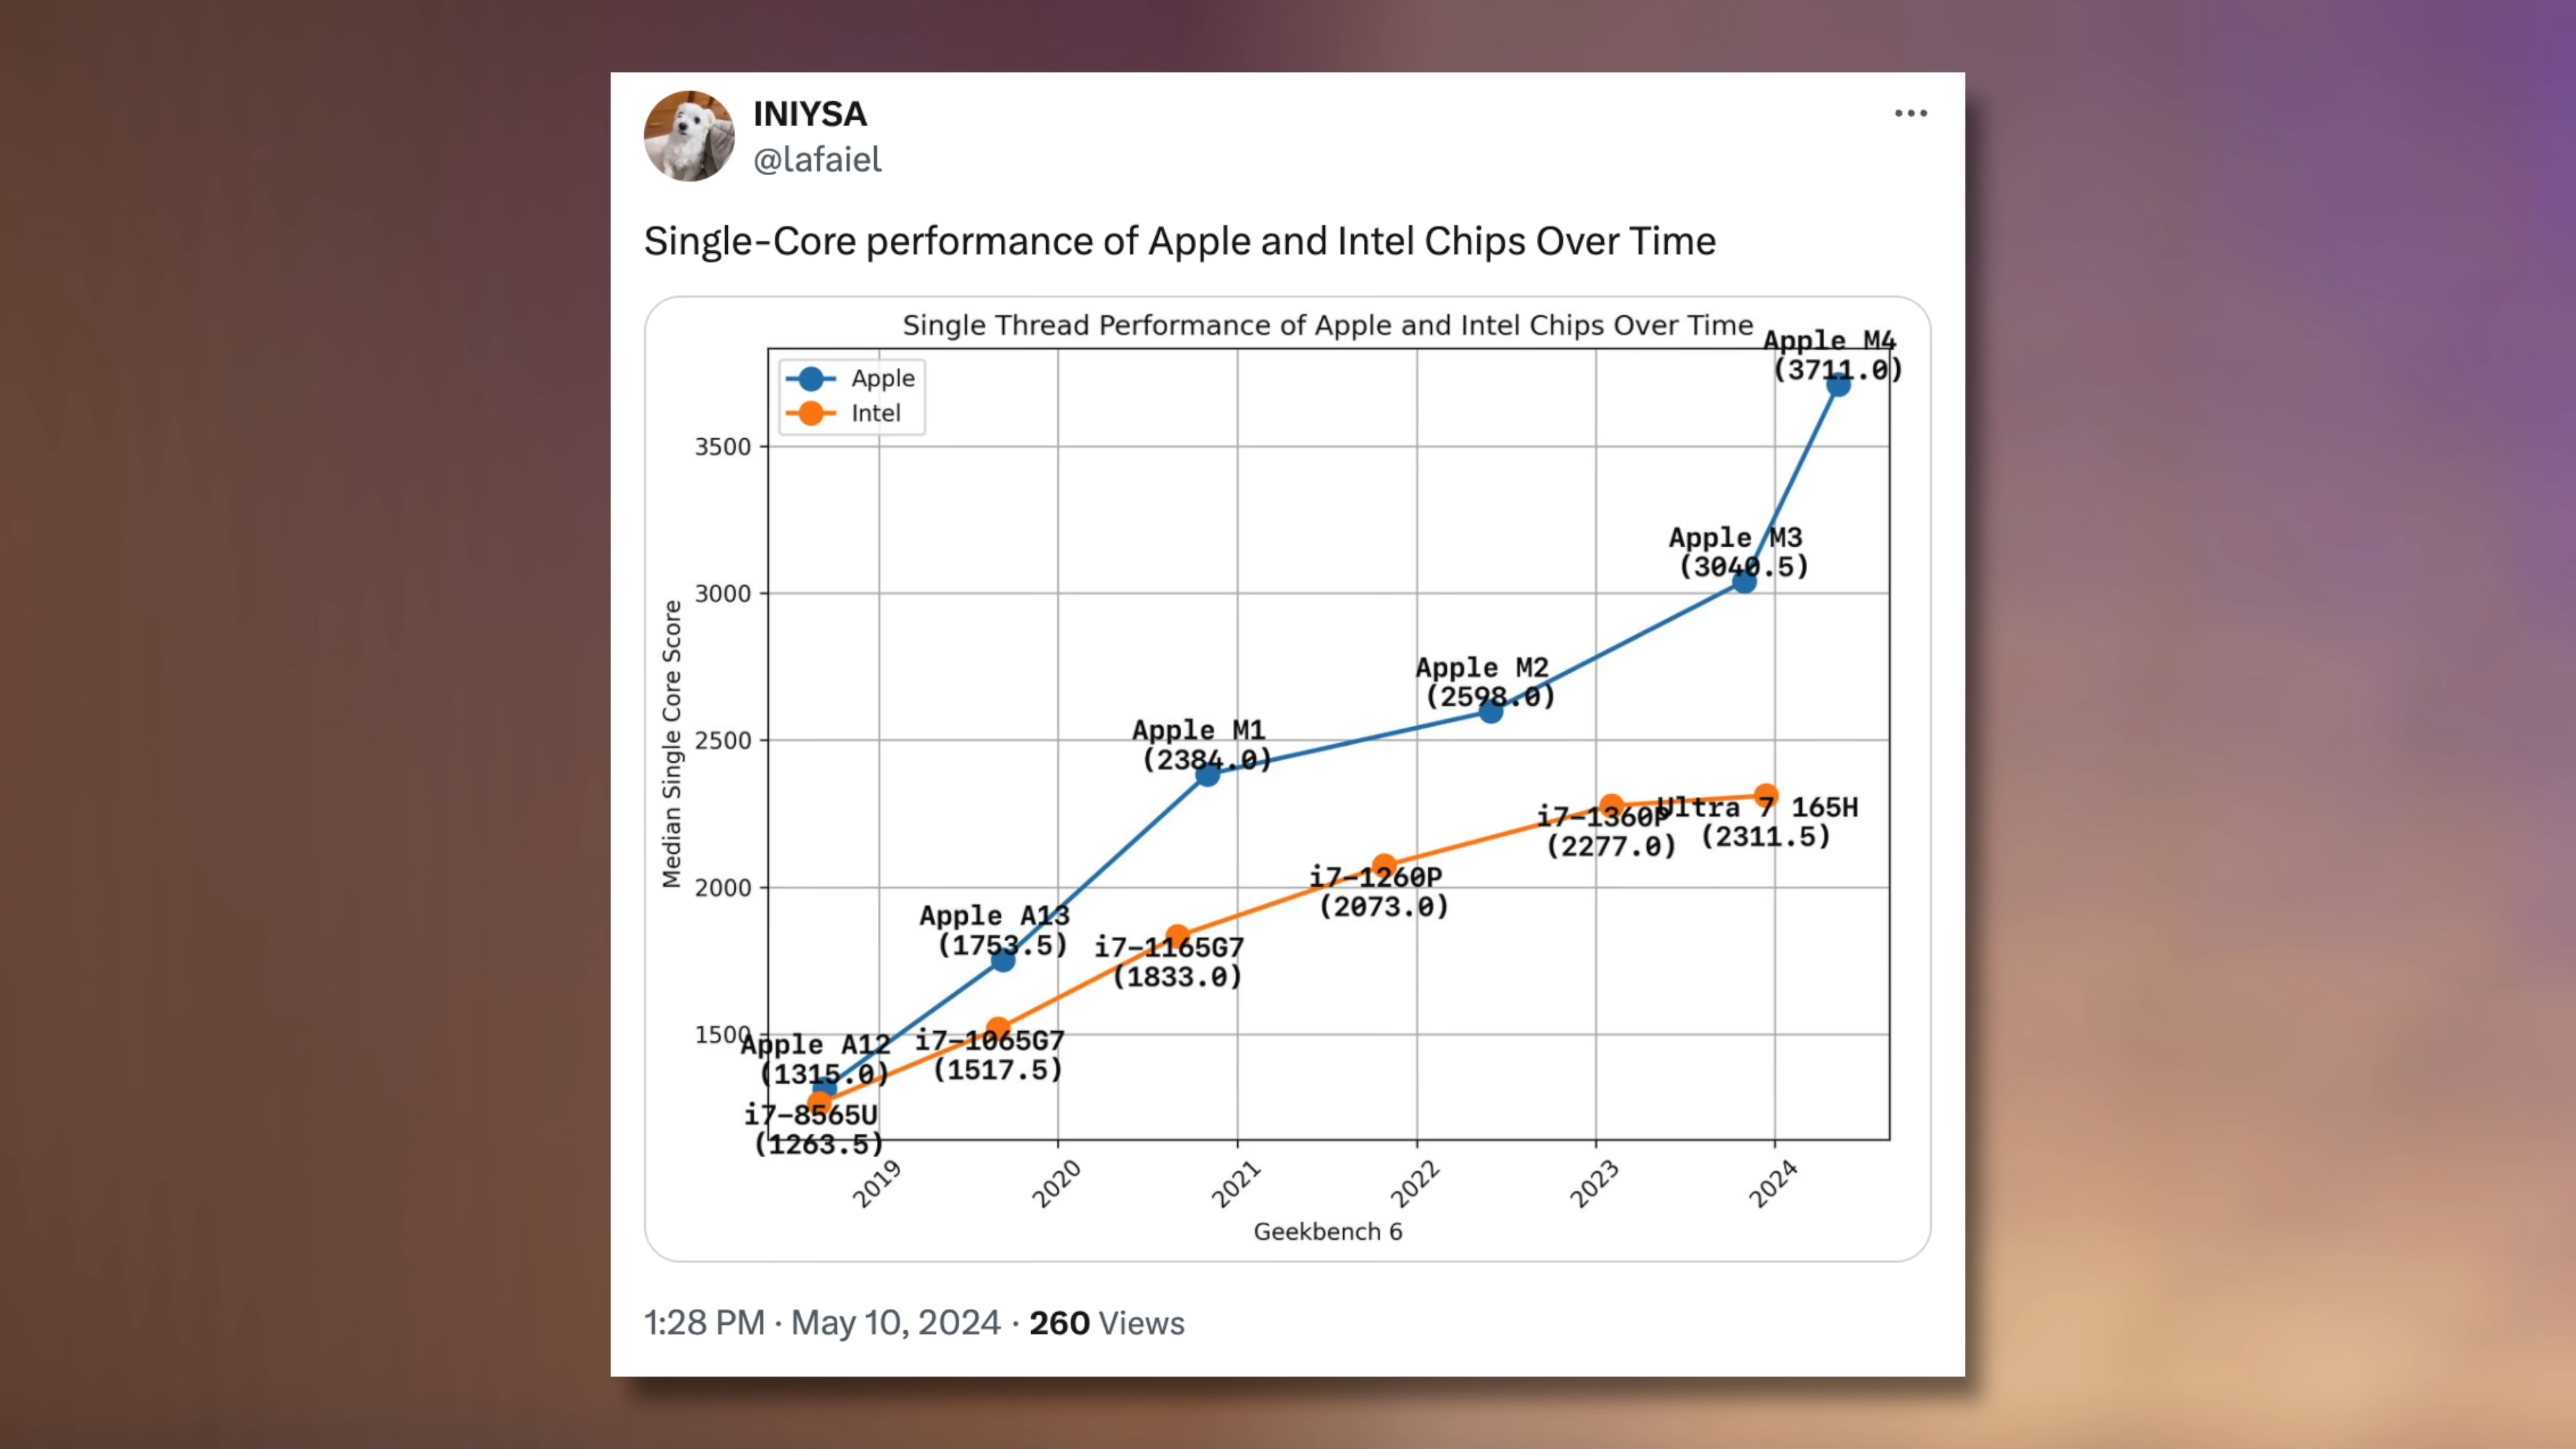 INIYSA
@lafaiel
Single-Core performance of Apple and Intel Chips Over Time
Single Thread Performance of Apple and Intel Chips Over Time
Apple
Intel
Median Single Core Score
3500
3000
2500
2000
1500
Apple M4
(3711.0)
Apple M3
(3040.5)
Apple M2
(2598.0)
Apple M1
(2384.0)
Apple A13
(1753.5)
Apple A12
(1315.0)
i7-8565U
(1263.5)
i7-1065G7
(1517.5)
i7-1165G7
(1833.0)
i7-1260P
(2073.0)
i7-1360P
(2277.0)
Ultra 7 165H
(2311.5)
2019
2020
2021
2022
2023
2024
Geekbench 6
1:28 PM · May 10, 2024 · 260 Views